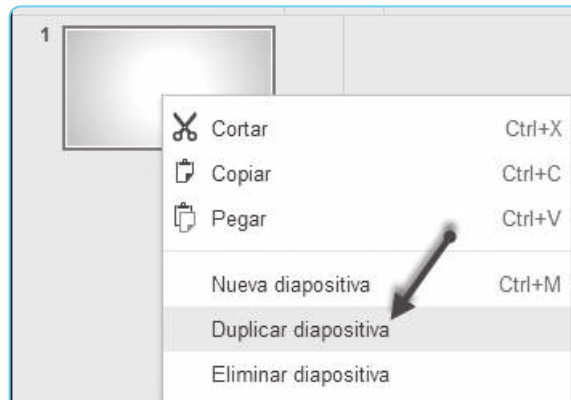 1
Cortar Ctrl+X
Copiar Ctrl+C
Pegar Ctrl+V
Nueva diapositiva Ctrl+M
Duplicar diapositiva
Eliminar diapositiva